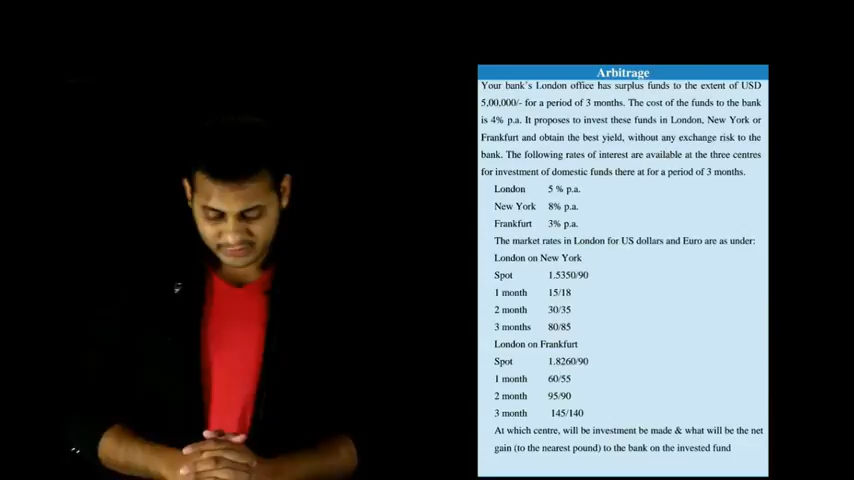 Arbitrage
Your bank's London office has surplus funds to the extent of USD
5,00,000/- for a period of 3 months. The cost of the funds to the bank
is 4% p.a. It proposes to invest these funds in London, New York or
Frankfurt and obtain the best yield, without any exchange risk to the
bank. The following rates of interest are available at the three centres
for investment of domestic funds there at for a period of 3 months.
London 5 % p.a.
New York 8% p.a.
Frankfurt 3% p.a.
The market rates in London for US dollars and Euro are as under:
London on New York
Spot 1.5350/90
1 month 15/18
2 month 30/35
3 months 80/85
London on Frankfurt
Spot 1.8260/90
1 month 60/55
2 month 95/90
3 month 145/140
At which centre, will be investment be made & what will be the net
gain (to the nearest pound) to the bank on the invested fund